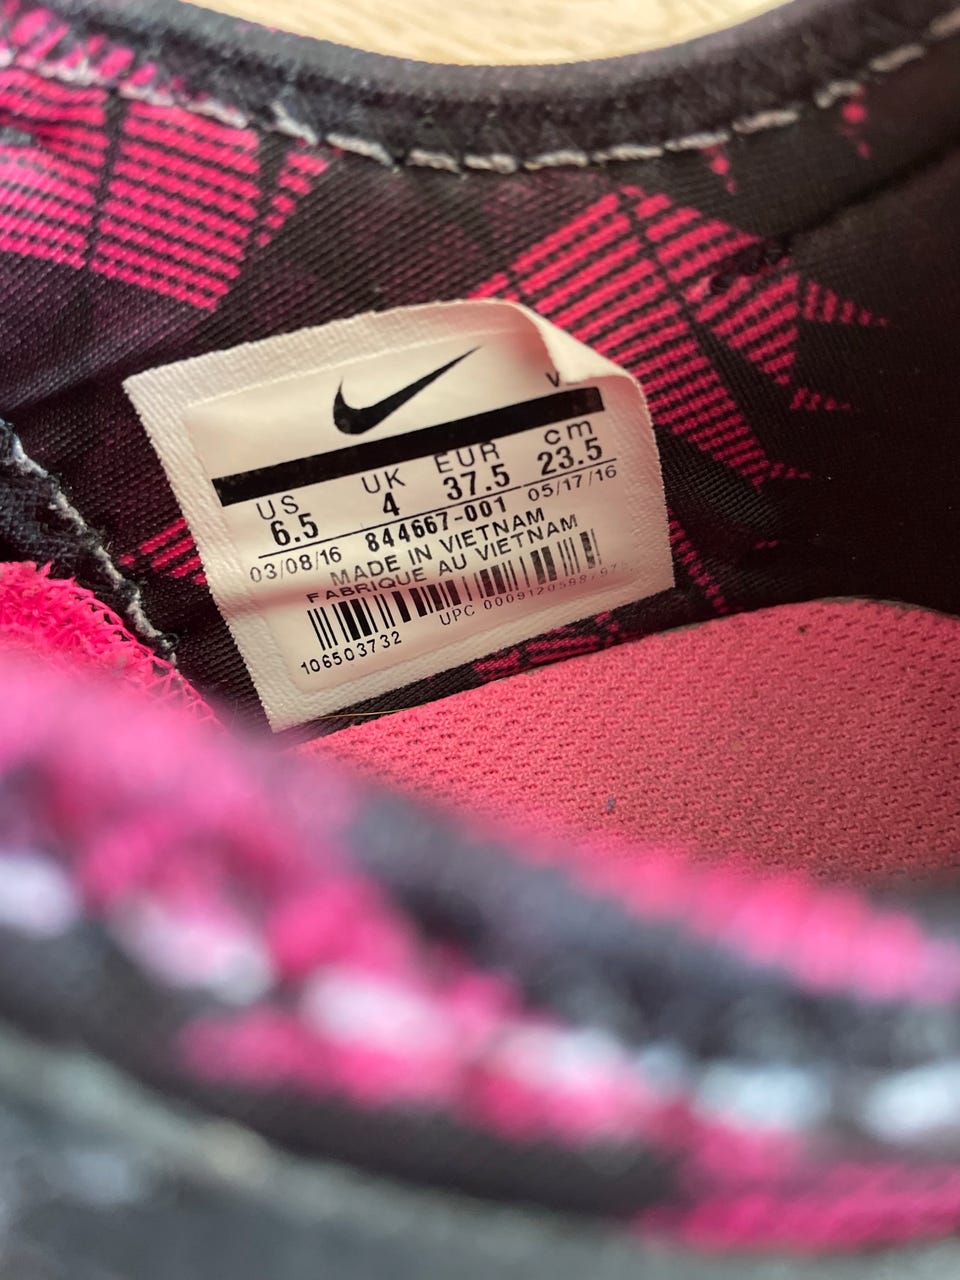 V
US UK EUR cm
6.5 4 37.5 23.5
03/08/16 844667-001 05/17/16
MADE IN VIETNAM
FABRIQUE AU VIETNAM
UPC
106503732